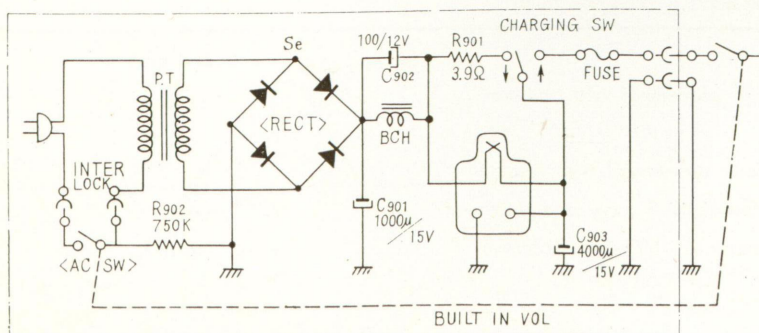 CHARGING SW
100/12V
C902
R901
3.9Ω
FUSE
Se
P.T
<RECT>
BCH
INTER
LOCK
R902
750K
C901
1000μ
/15V
C903
4000μ
/15V
<AC SW>
BUILT IN VOL